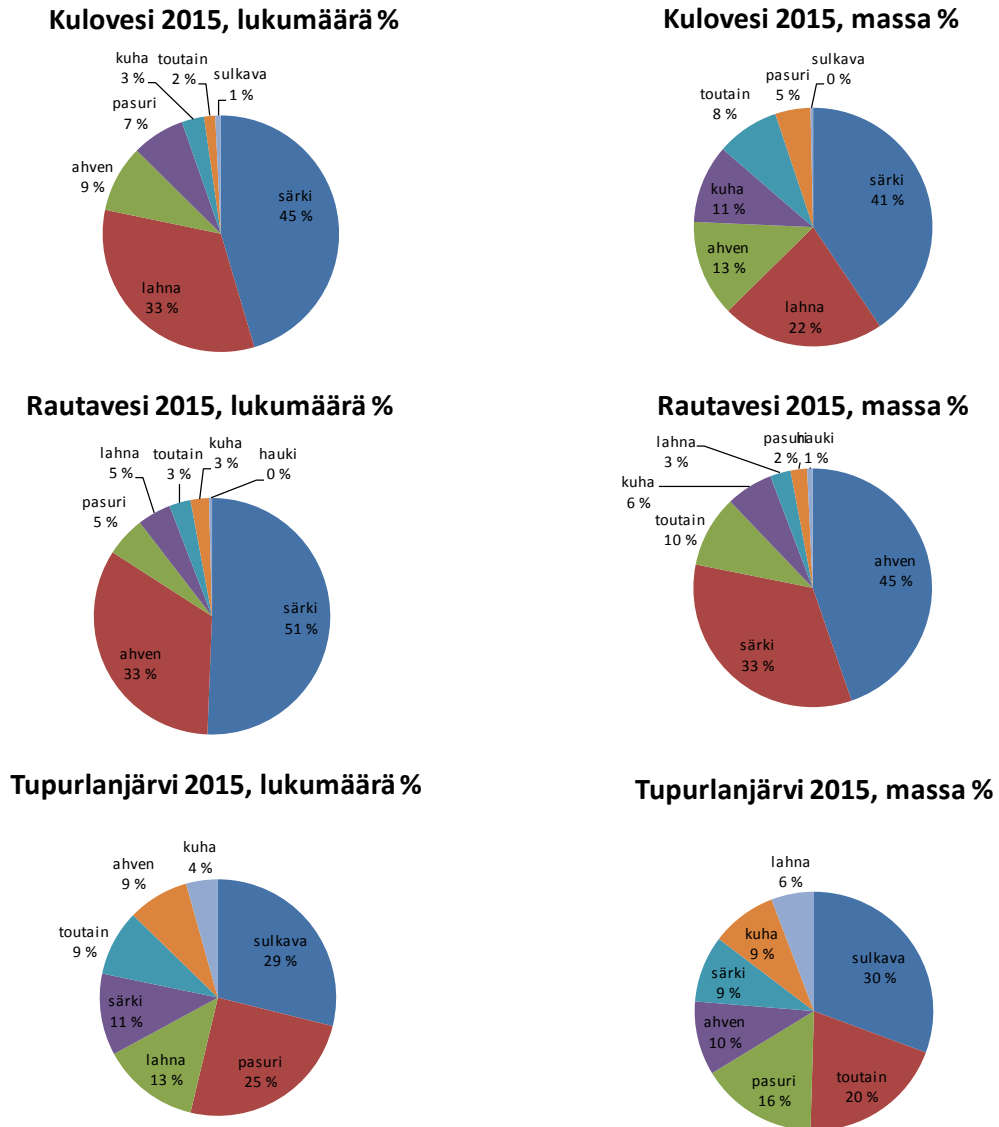 Kulovesi 2015, lukumäärä %
kuha
3 %
toutain
2 %
sulkava
1 %
pasuri
7 %
ahven
9 %
särki
45 %
lahna
33 %
Kulovesi 2015, massa %
sulkava
0 %
pasuri
5 %
toutain
8 %
kuha
11 %
särki
41 %
ahven
13 %
lahna
22 %
Rautavesi 2015, lukumäärä %
kuha
3 %
hauki
0 %
lahna
5 %
toutain
3 %
pasuri
5 %
särki
51 %
ahven
33 %
Rautavesi 2015, massa %
pasuri
2 %
hauki
1 %
lahna
3 %
kuha
6 %
toutain
10 %
ahven
45 %
särki
33 %
Tupurlanjärvi 2015, lukumäärä %
kuha
4 %
ahven
9 %
toutain
9 %
sulkava
29 %
särki
11 %
lahna
13 %
pasuri
25 %
Tupurlanjärvi 2015, massa %
lahna
6 %
kuha
9 %
särki
9 %
sulkava
30 %
ahven
10 %
pasuri
16 %
toutain
20 %